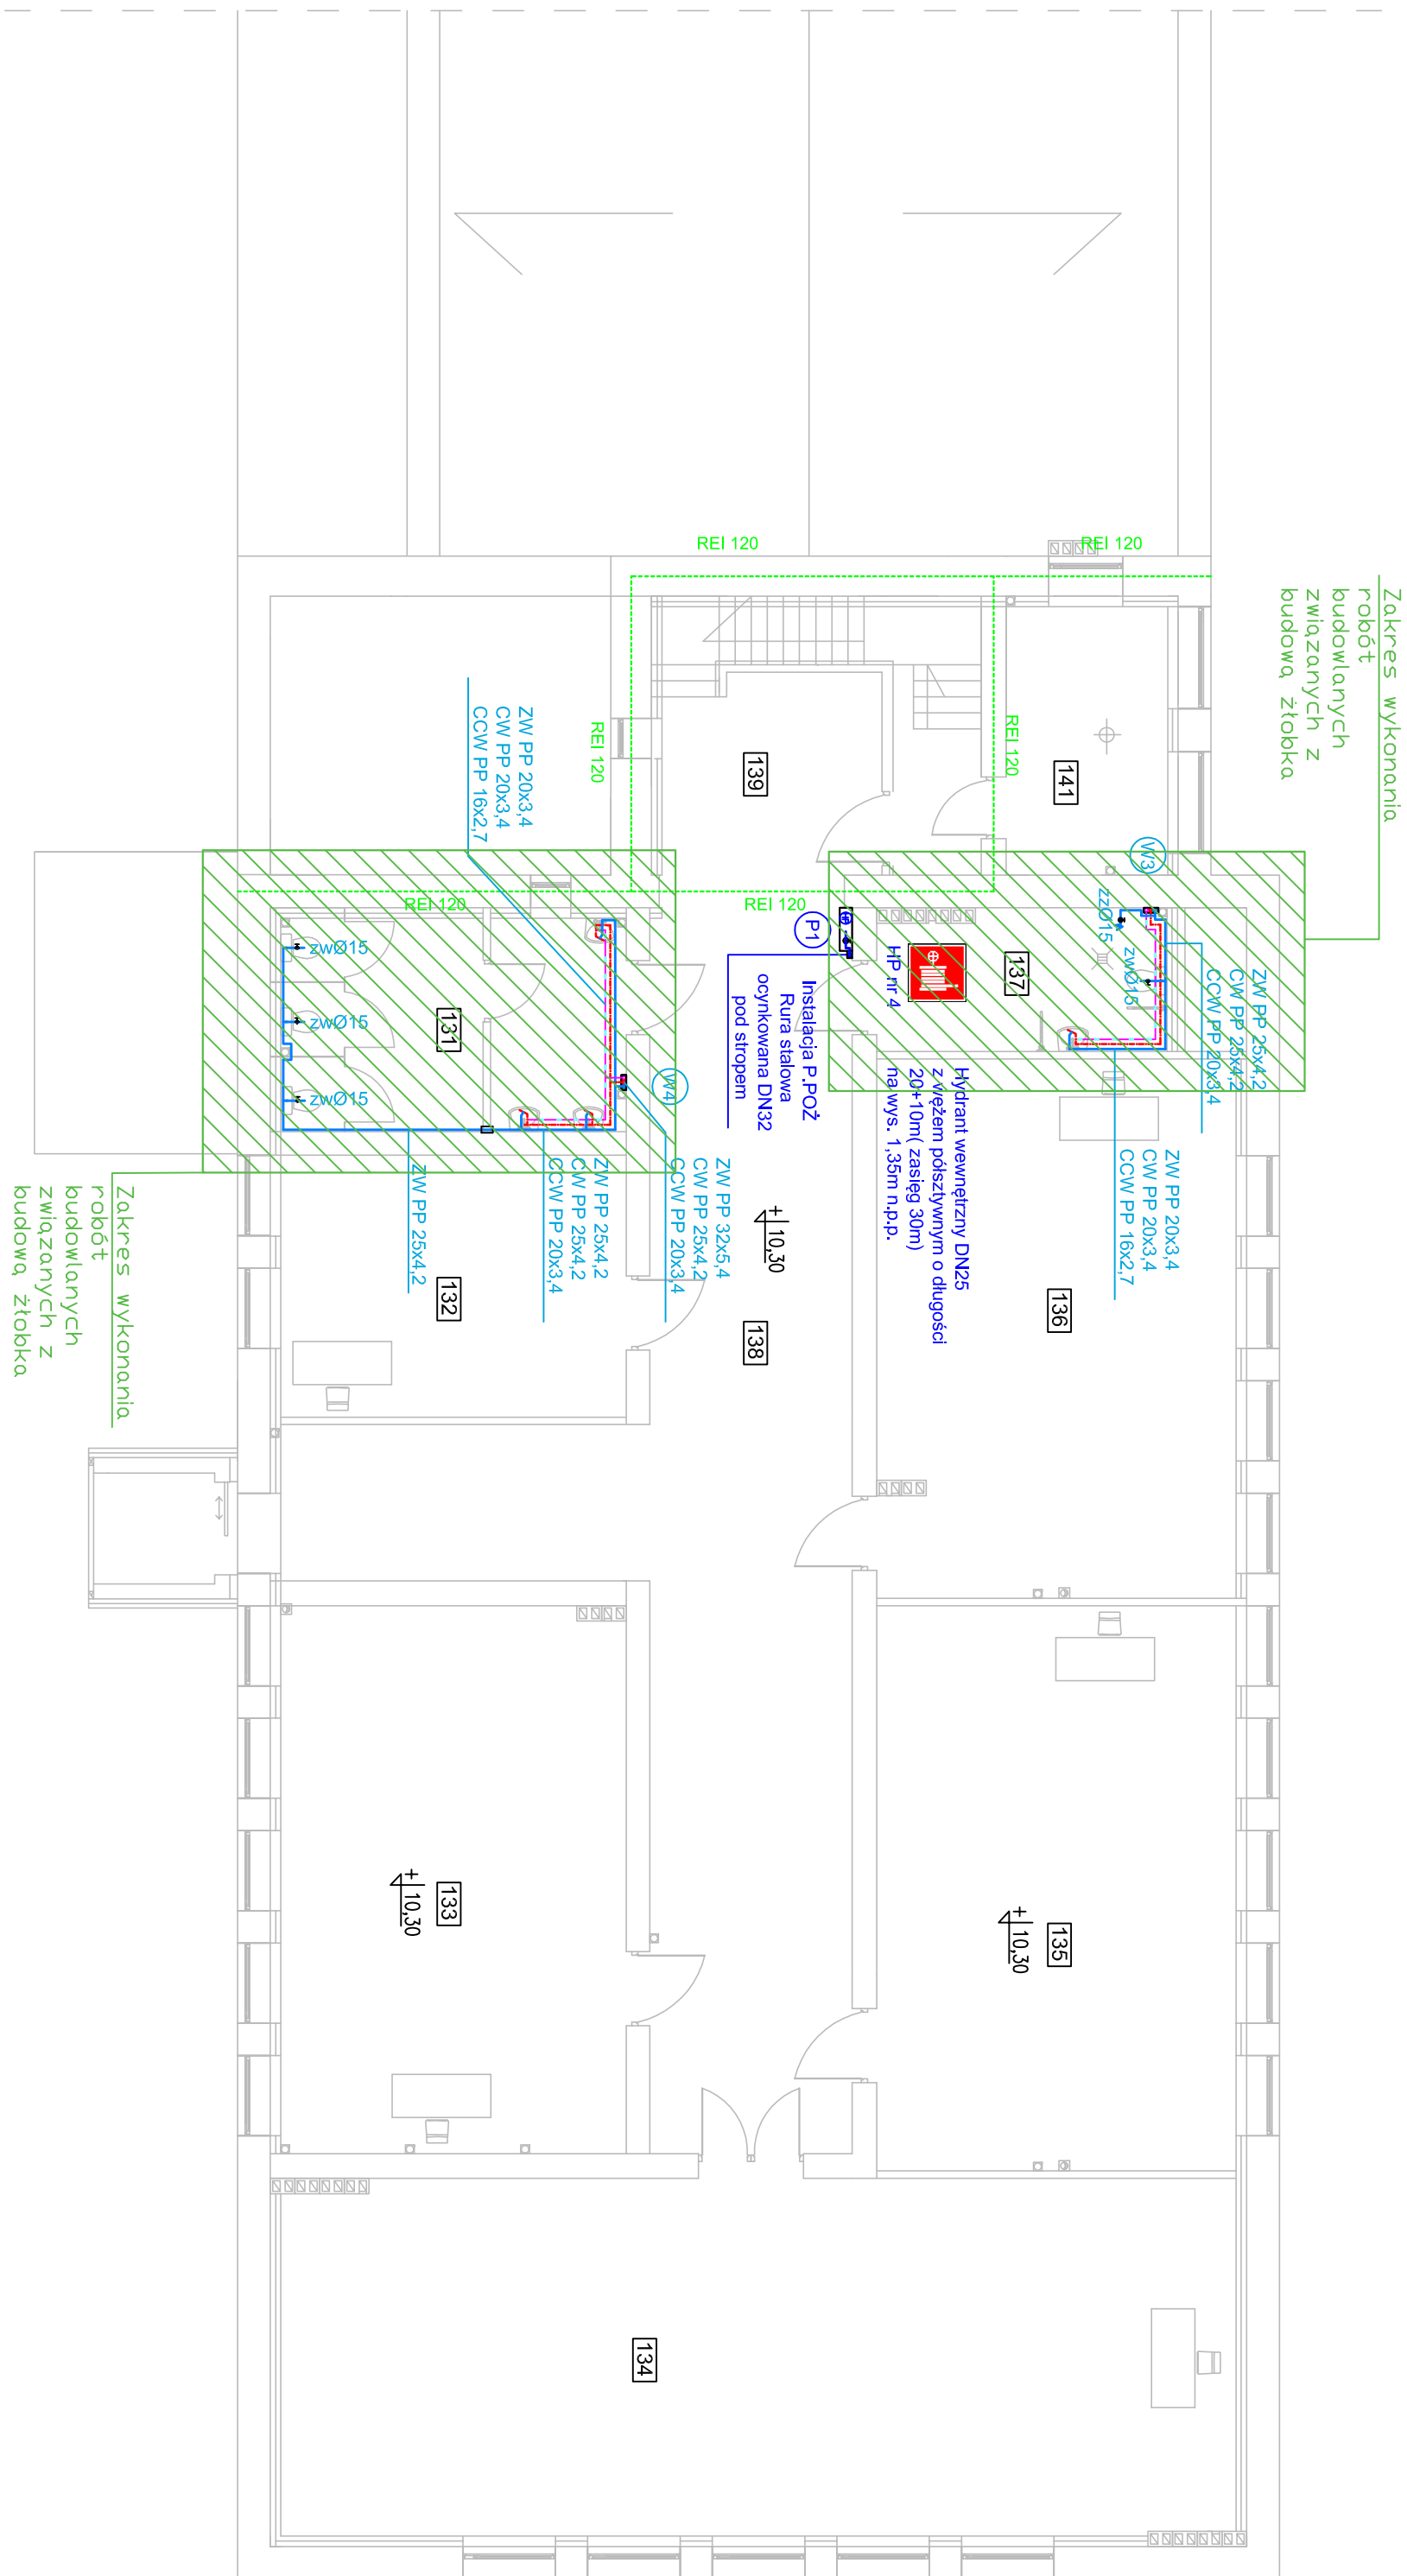 Zakres wykonania
robót
budowlanych
związanych z
budową żłobka
REI 120
REI 120
REI 120
REI 120
REI 120
REI 120
141
139
W3
zzØ15
zwØ15
137
ZW PP 25x4,2
CW PP 25x4,2
CCW PP 20x3,4
ZW PP 20x3,4
CW PP 20x3,4
CCW PP 16x2,7
136
HP nr 4
Hydrant wewnętrzny DN25
z wężem półsztywnym o długości
20+10m( zasięg 30m)
na wys. 1,35m n.p.p.
P1
Instalacja P.POŻ
Rura stalowa
ocynkowana DN32
pod stropem
+
10,30
138
ZW PP 20x3,4
CW PP 20x3,4
CCW PP 16x2,7
W4
ZW PP 32x5,4
CW PP 25x4,2
CCW PP 20x3,4
ZW PP 25x4,2
CW PP 25x4,2
CCW PP 20x3,4
131
zwØ15
zwØ15
zwØ15
ZW PP 25x4,2
132
Zakres wykonania
robót
budowlanych
związanych z
budową żłobka
135
+
10,30
133
+
10,30
134